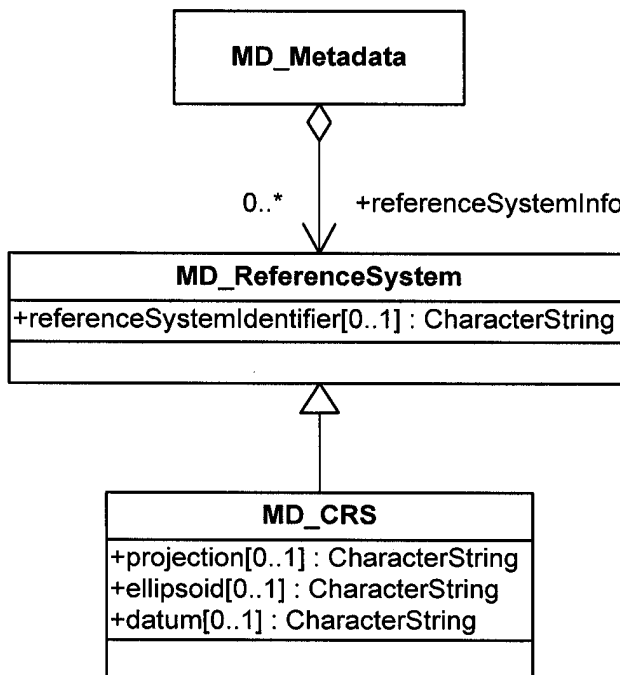 MD_Metadata
0..* +referenceSystemInfo
MD_ReferenceSystem
+referenceSystemIdentifier[0..1] : CharacterString
MD_CRS
+projection[0..1] : CharacterString
+ellipsoid[0..1] : CharacterString
+datum[0..1] : CharacterString